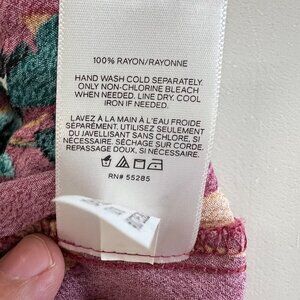 100% RAYON/RAYONNE
HAND WASH COLD SEPARATELY.
ONLY NON-CHLORINE BLEACH
WHEN NEEDED. LINE DRY. COOL
IRON IF NEEDED.
LAVEZ À LA MAIN À L'EAU FROIDE
SÉPARÉMENT. UTILISEZ SEULEMENT
DU JAVELLISANT SANS CHLORE, SI
NÉCESSAIRE. SÉCHAGE SUR CORDE.
REPASSAGE DOUX, SI NÉCESSAIRE.
RN# 55285